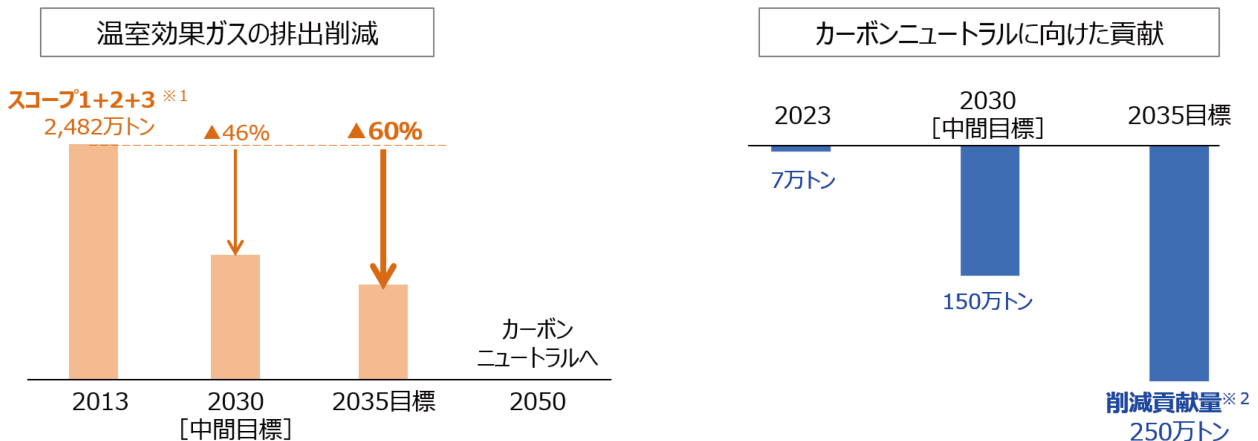 温室効果ガスの排出削減
スコープ1+2+3 ※1
2,482万トン
▲46%
▲60%
カーボン
ニュートラルへ
2013
2030
[中間目標]
2035目標
2050
カーボンニュートラルに向けた貢献
2023
2030
[中間目標]
2035目標
7万トン
150万トン
削減貢献量※2
250万トン